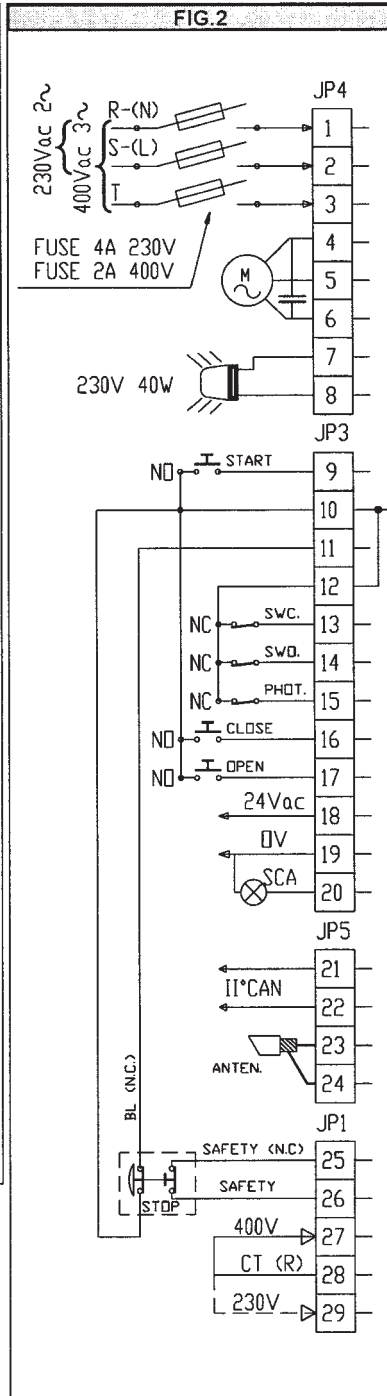 FIG.2
JP4
230Vac 2~
400Vac 3~
R-(N)
1
S-(L)
2
T
3
FUSE 4A 230V
FUSE 2A 400V
4
M
5
6
7
230V 40W
8
JP3
NO START 9
10
11
12
NC SWC. 13
NC SWO. 14
NC PHOT. 15
NO CLOSE 16
NO OPEN 17
24Vac 18
0V 19
SCA 20
JP5
21
II°CAN 22
23
ANTEN. 24
BL (N.C.)
JP1
SAFETY (N.C) 25
SAFETY 26
STOP
400V 27
CT (R) 28
230V 29